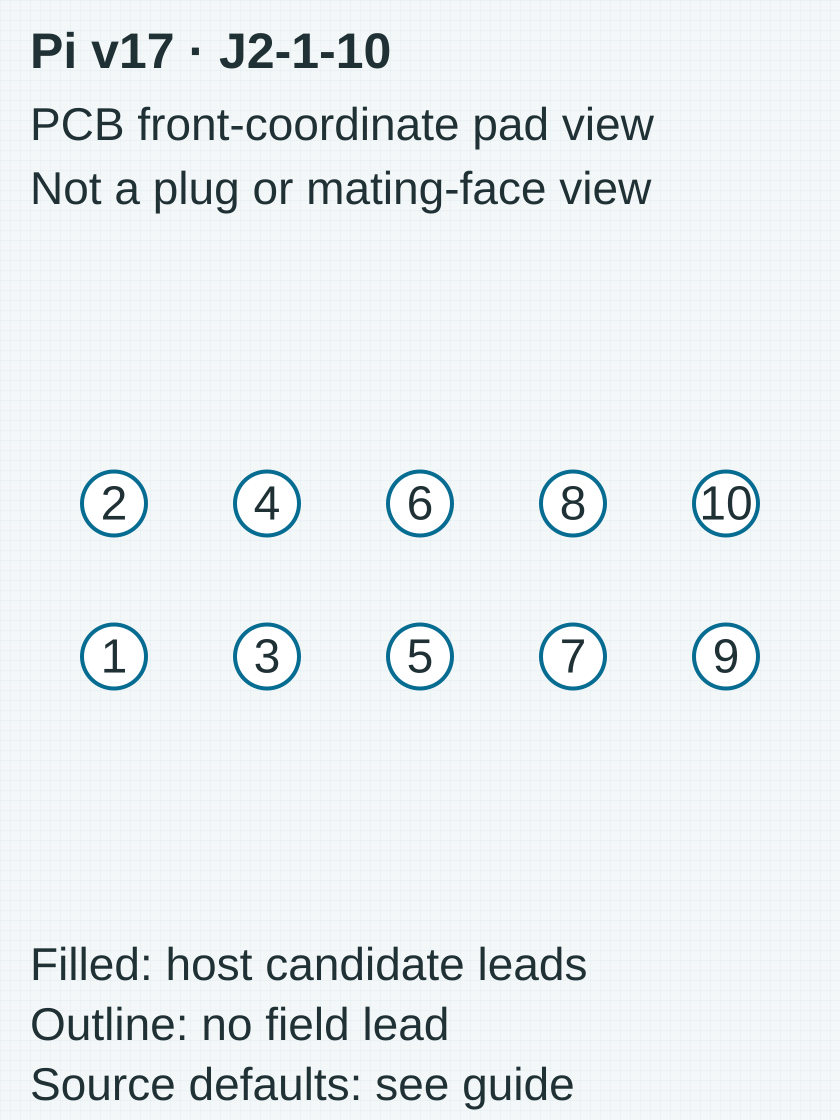 Pi v17 · J2-1-10
PCB front-coordinate pad view
Not a plug or mating-face view
2 4 6 8 10
1 3 5 7 9
Filled: host candidate leads
Outline: no field lead
Source defaults: see guide